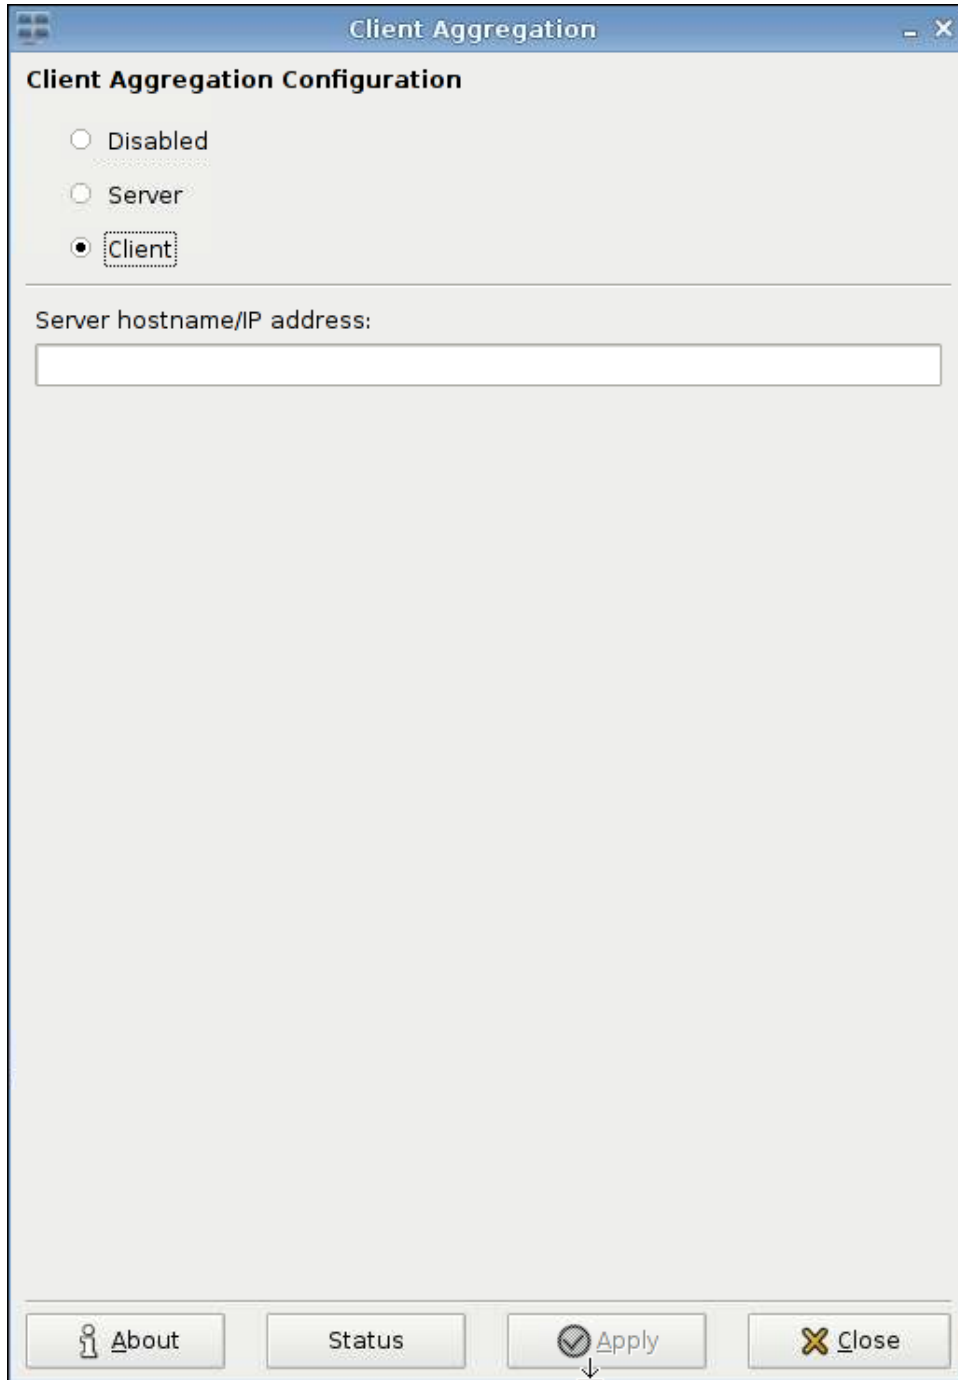 Client Aggregation
Client Aggregation Configuration
Disabled
Server
Client
Server hostname/IP address:
About
Status
Apply
Close